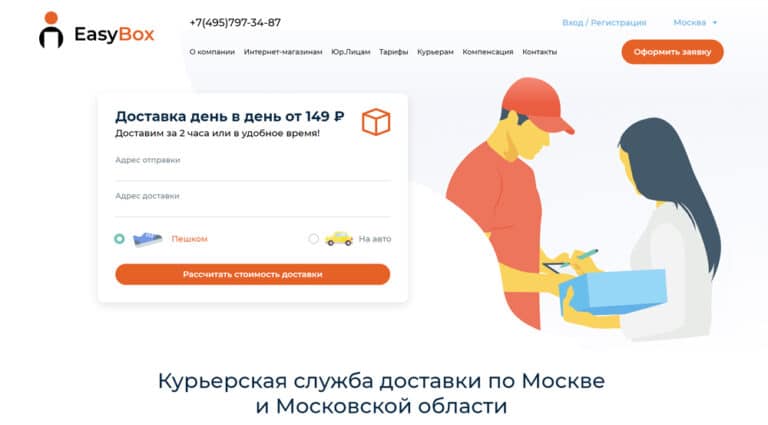 EasyBox
+7(495)797-34-87
Вход / Регистрация
Москва
О компании Интернет-магазинам Юр.Лицам Тарифы Курьерам Компенсация Контакты
Оформить заявку
Доставка день в день от 149 ₽
Доставим за 2 часа или в удобное время!
Адрес отправки
Адрес доставки
Пешком
На авто
Рассчитать стоимость доставки
Курьерская служба доставки по Москве
и Московской области